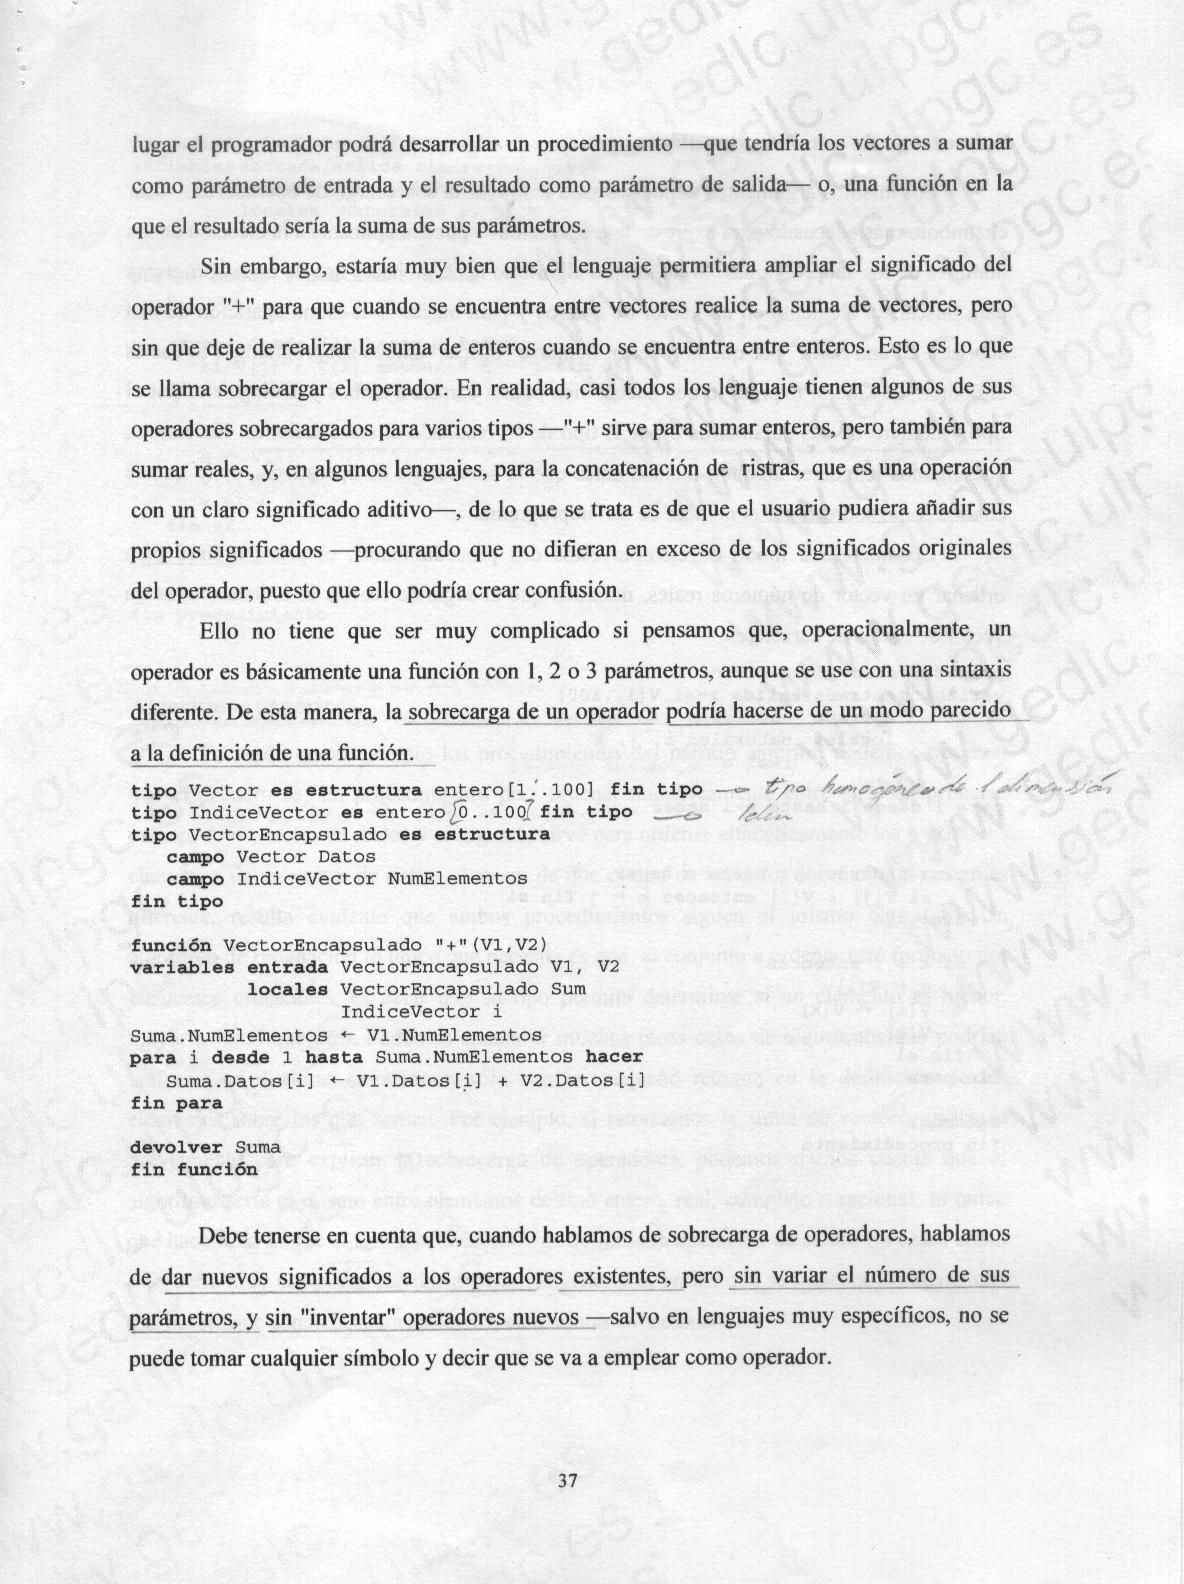 lugar el programador podrá desarrollar un procedimiento —que tendría los vectores a sumar
como parámetro de entrada y el resultado como parámetro de salida— o, una función en la
que el resultado sería la suma de sus parámetros.
Sin embargo, estaría muy bien que el lenguaje permitiera ampliar el significado del
operador "+" para que cuando se encuentra entre vectores realice la suma de vectores, pero
sin que deje de realizar la suma de enteros cuando se encuentra entre enteros. Esto es lo que
se llama sobrecargar el operador. En realidad, casi todos los lenguaje tienen algunos de sus
operadores sobrecargados para varios tipos —"+" sirve para sumar enteros, pero también para
sumar reales, y, en algunos lenguajes, para la concatenación de ristras, que es una operación
con un claro significado aditivo—, de lo que se trata es de que el usuario pudiera añadir sus
propios significados —procurando que no difieran en exceso de los significados originales
del operador, puesto que ello podría crear confusión.
Ello no tiene que ser muy complicado si pensamos que, operacionalmente, un
operador es básicamente una función con 1, 2 o 3 parámetros, aunque se use con una sintaxis
diferente. De esta manera, la sobrecarga de un operador podría hacerse de un modo parecido
a la definición de una función.
tipo Vector es estructura entero[1..100] fin tipo → tipo homogéneo de 1 dimensión
tipo IndiceVector es entero [0..100] fin tipo → Idem
tipo VectorEncapsulado es estructura
campo Vector Datos
campo IndiceVector NumElementos
fin tipo
función VectorEncapsulado "+"(V1,V2)
variables entrada VectorEncapsulado V1, V2
locales VectorEncapsulado Sum
IndiceVector i
Suma.NumElementos ← V1.NumElementos
para i desde 1 hasta Suma.NumElementos hacer
Suma.Datos[i] ← V1.Datos[i] + V2.Datos[i]
fin para
devolver Suma
fin función
Debe tenerse en cuenta que, cuando hablamos de sobrecarga de operadores, hablamos
de dar nuevos significados a los operadores existentes, pero sin variar el número de sus
parámetros, y sin "inventar" operadores nuevos —salvo en lenguajes muy específicos, no se
puede tomar cualquier símbolo y decir que se va a emplear como operador.
37